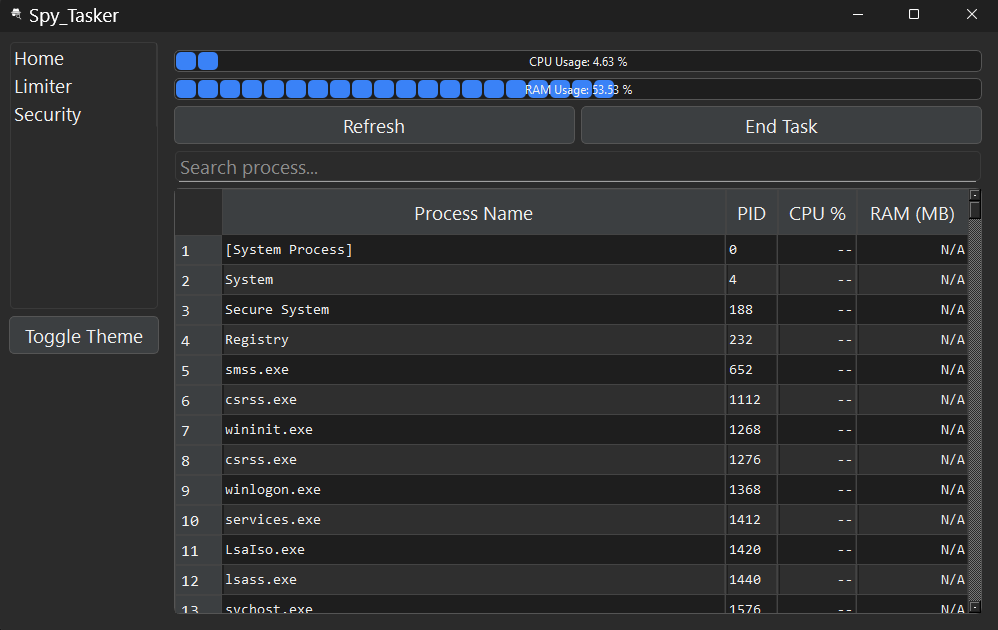 Spy_Tasker
Home
Limiter
Security
Toggle Theme
CPU Usage: 4.63 %
RAM Usage: 53.53 %
Refresh End Task
Search process...
Process Name PID CPU % RAM (MB)
1 [System Process] 0 -- N/A
2 System 4 -- N/A
3 Secure System 188 -- N/A
4 Registry 232 -- N/A
5 smss.exe 652 -- N/A
6 csrss.exe 1112 -- N/A
7 wininit.exe 1268 -- N/A
8 csrss.exe 1276 -- N/A
9 winlogon.exe 1368 -- N/A
10 services.exe 1412 -- N/A
11 LsaIso.exe 1420 -- N/A
12 lsass.exe 1440 -- N/A
13 svchost.exe 1576 -- N/A